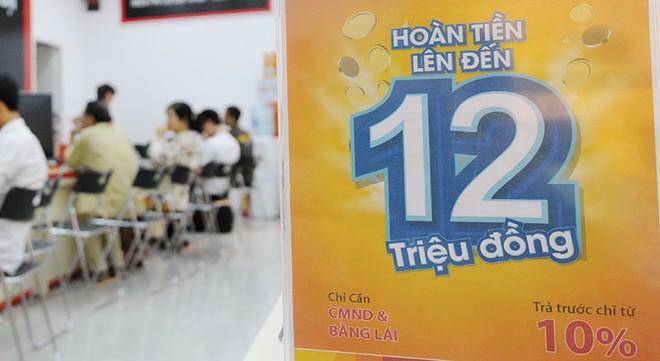 HOÀN TIỀN
LÊN ĐẾN
12
Triệu đồng
Chỉ Cần
CMND &
BẰNG LÁI
Trả trước chỉ từ
10%